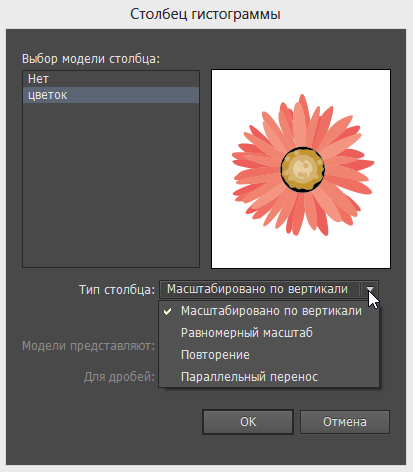 Столбец гистограммы
Выбор модели столбца:
Нет
цветок
Тип столбца: Масштабировано по вертикали
Масштабировано по вертикали
Равномерный масштаб
Модели представляют:
Повторение
Для дробей:
Параллельный перенос
OK Отмена